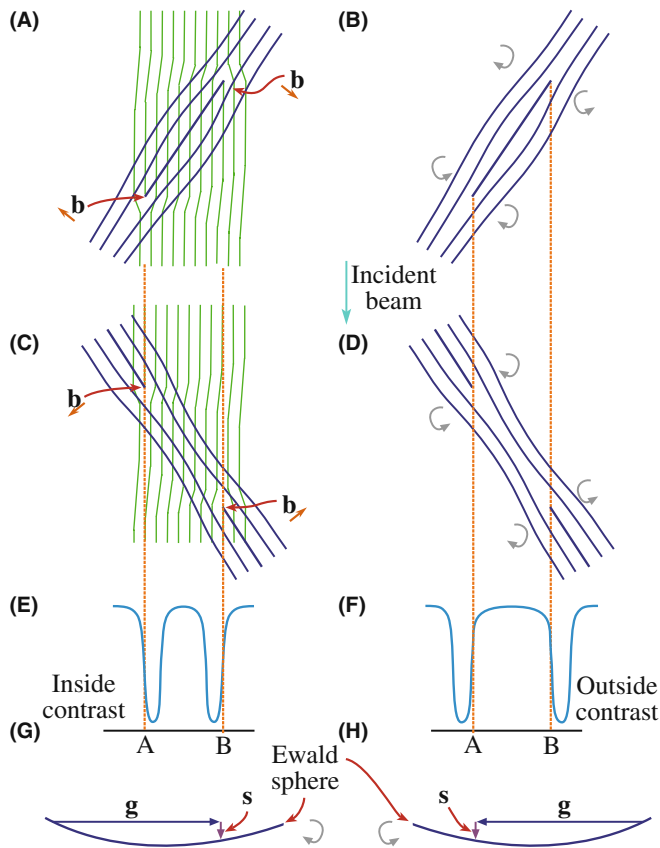 (A)
(B)
b
b
Incident
beam
(C)
(D)
b
b
(E)
(F)
Inside
contrast
Outside
contrast
A
B
A
B
(G)
(H)
Ewald
sphere
g
s
s
g